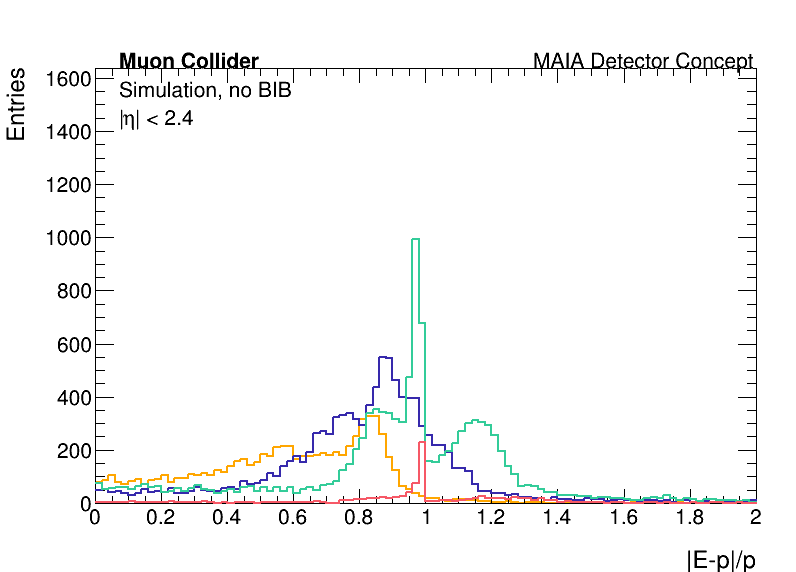 Muon Collider MAIA Detector Concept
Simulation, no BIB
|η| < 2.4
Entries
1600
1400
1200
1000
800
600
400
200
0
0 0.2 0.4 0.6 0.8 1 1.2 1.4 1.6 1.8 2
|E-p|/p